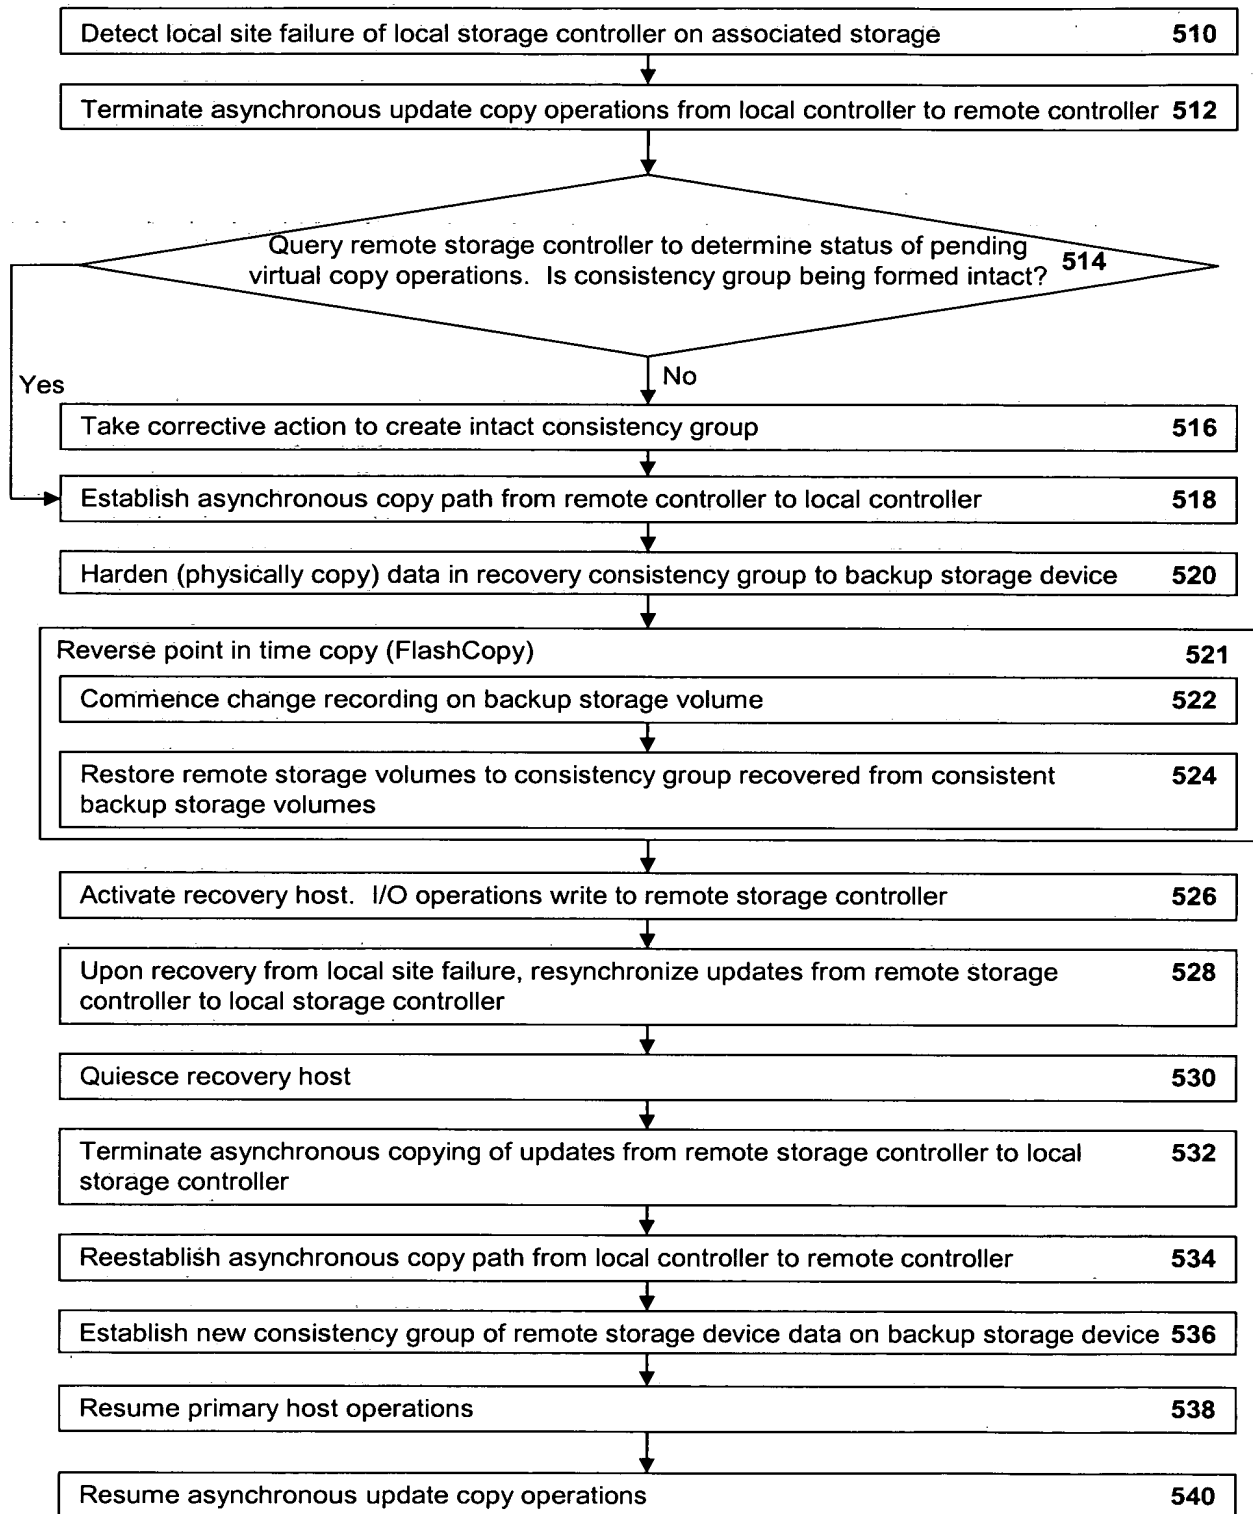 Detect local site failure of local storage controller on associated storage 510
Terminate asynchronous update copy operations from local controller to remote controller 512
Query remote storage controller to determine status of pending
virtual copy operations. Is consistency group being formed intact? 514
Yes
No
Take corrective action to create intact consistency group 516
Establish asynchronous copy path from remote controller to local controller 518
Harden (physically copy) data in recovery consistency group to backup storage device 520
Reverse point in time copy (FlashCopy) 521
Commence change recording on backup storage volume 522
Restore remote storage volumes to consistency group recovered from consistent 524
backup storage volumes
Activate recovery host. I/O operations write to remote storage controller 526
Upon recovery from local site failure, resynchronize updates from remote storage 528
controller to local storage controller
Quiesce recovery host 530
Terminate asynchronous copying of updates from remote storage controller to local 532
storage controller
Reestablish asynchronous copy path from local controller to remote controller 534
Establish new consistency group of remote storage device data on backup storage device 536
Resume primary host operations 538
Resume asynchronous update copy operations 540